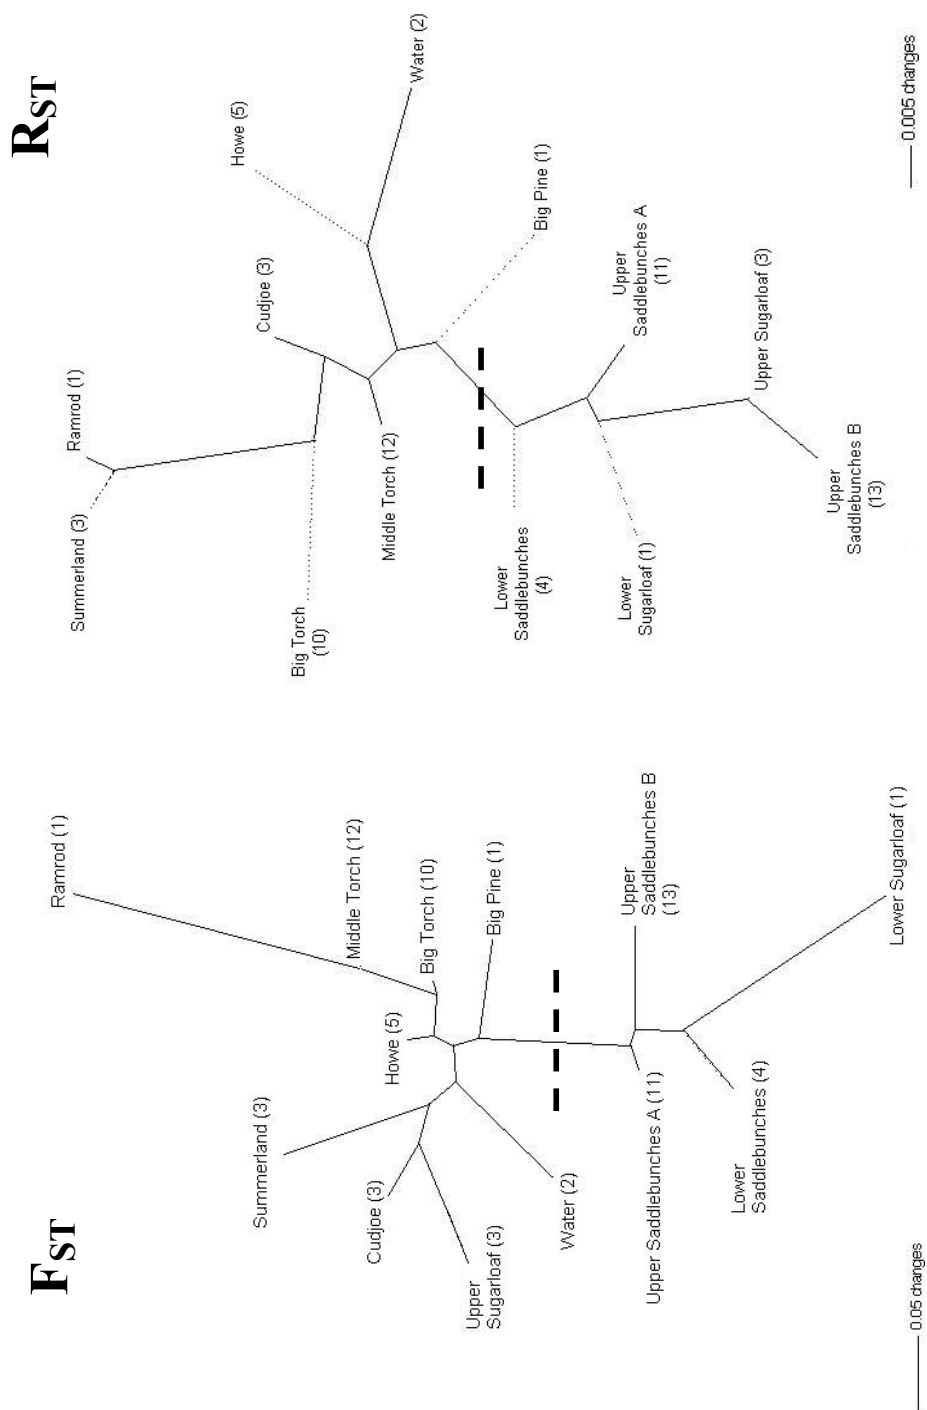 F_ST
Ramrod (1)
Middle Torch (12)
Big Torch (10)
Howe (5)
Big Pine (1)
Summerland (3)
Cudjoe (3)
Upper
Sugarloaf (3)
Water (2)
Upper
Saddlebunches B
(13)
Upper Saddlebunches A (11)
Lower
Saddlebunches (4)
Lower Sugarloaf (1)
0.05 changes
R_ST
Water (2)
Howe (5)
Cudjoe (3)
Ramrod (1)
Summerland (3)
Big Torch
(10)
Middle Torch (12)
Big Pine (1)
Lower
Saddlebunches
(4)
Upper
Saddlebunches A
(11)
Lower
Sugarloaf (1)
Upper Sugarloaf (3)
Upper
Saddlebunches B
(13)
0.005 changes